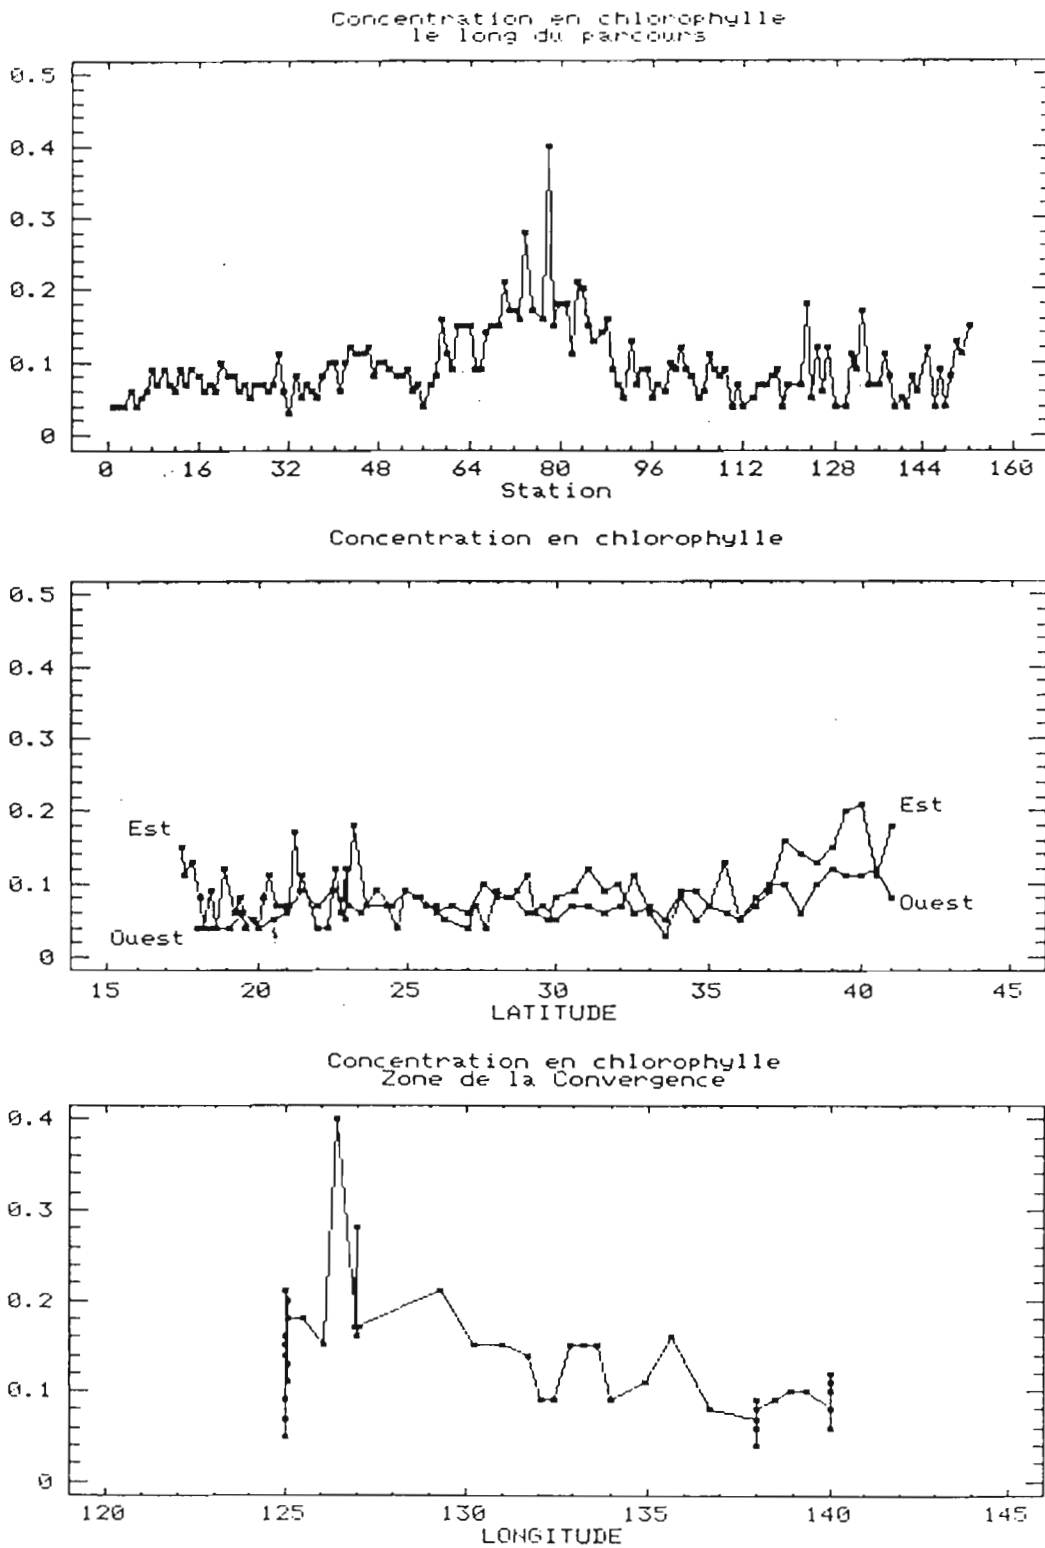 Concentration en chlorophylle
le long du parcours
0.5
0.4
0.3
0.2
0.1
0
0 16 32 48 64 80 96 112 128 144 160
Station
Concentration en chlorophylle
0.5
0.4
0.3
0.2
0.1
0
Est
Ouest
Est
Ouest
15 20 25 30 35 40 45
LATITUDE
Concentration en chlorophylle
Zone de la Convergence
0.4
0.3
0.2
0.1
0
120 125 130 135 140 145
LONGITUDE